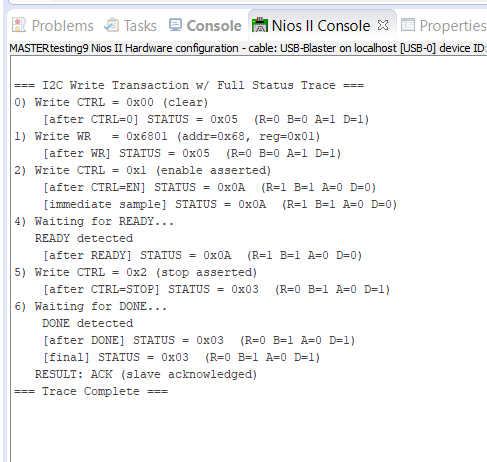 Problems Tasks Console Nios II Console Properties
MASTERtesting9 Nios II Hardware configuration - cable: USB-Blaster on localhost [USB-0] device ID:
=== I2C Write Transaction w/ Full Status Trace ===
0) Write CTRL = 0x00 (clear)
[after CTRL=0] STATUS = 0x05 (R=0 B=0 A=1 D=1)
1) Write WR = 0x6801 (addr=0x68, reg=0x01)
[after WR] STATUS = 0x05 (R=0 B=0 A=1 D=1)
2) Write CTRL = 0x1 (enable asserted)
[after CTRL=EN] STATUS = 0x0A (R=1 B=1 A=0 D=0)
[immediate sample] STATUS = 0x0A (R=1 B=1 A=0 D=0)
4) Waiting for READY...
READY detected
[after READY] STATUS = 0x0A (R=1 B=1 A=0 D=0)
5) Write CTRL = 0x2 (stop asserted)
[after CTRL=STOP] STATUS = 0x03 (R=0 B=1 A=0 D=1)
6) Waiting for DONE...
DONE detected
[after DONE] STATUS = 0x03 (R=0 B=1 A=0 D=1)
[final] STATUS = 0x03 (R=0 B=1 A=0 D=1)
RESULT: ACK (slave acknowledged)
=== Trace Complete ===